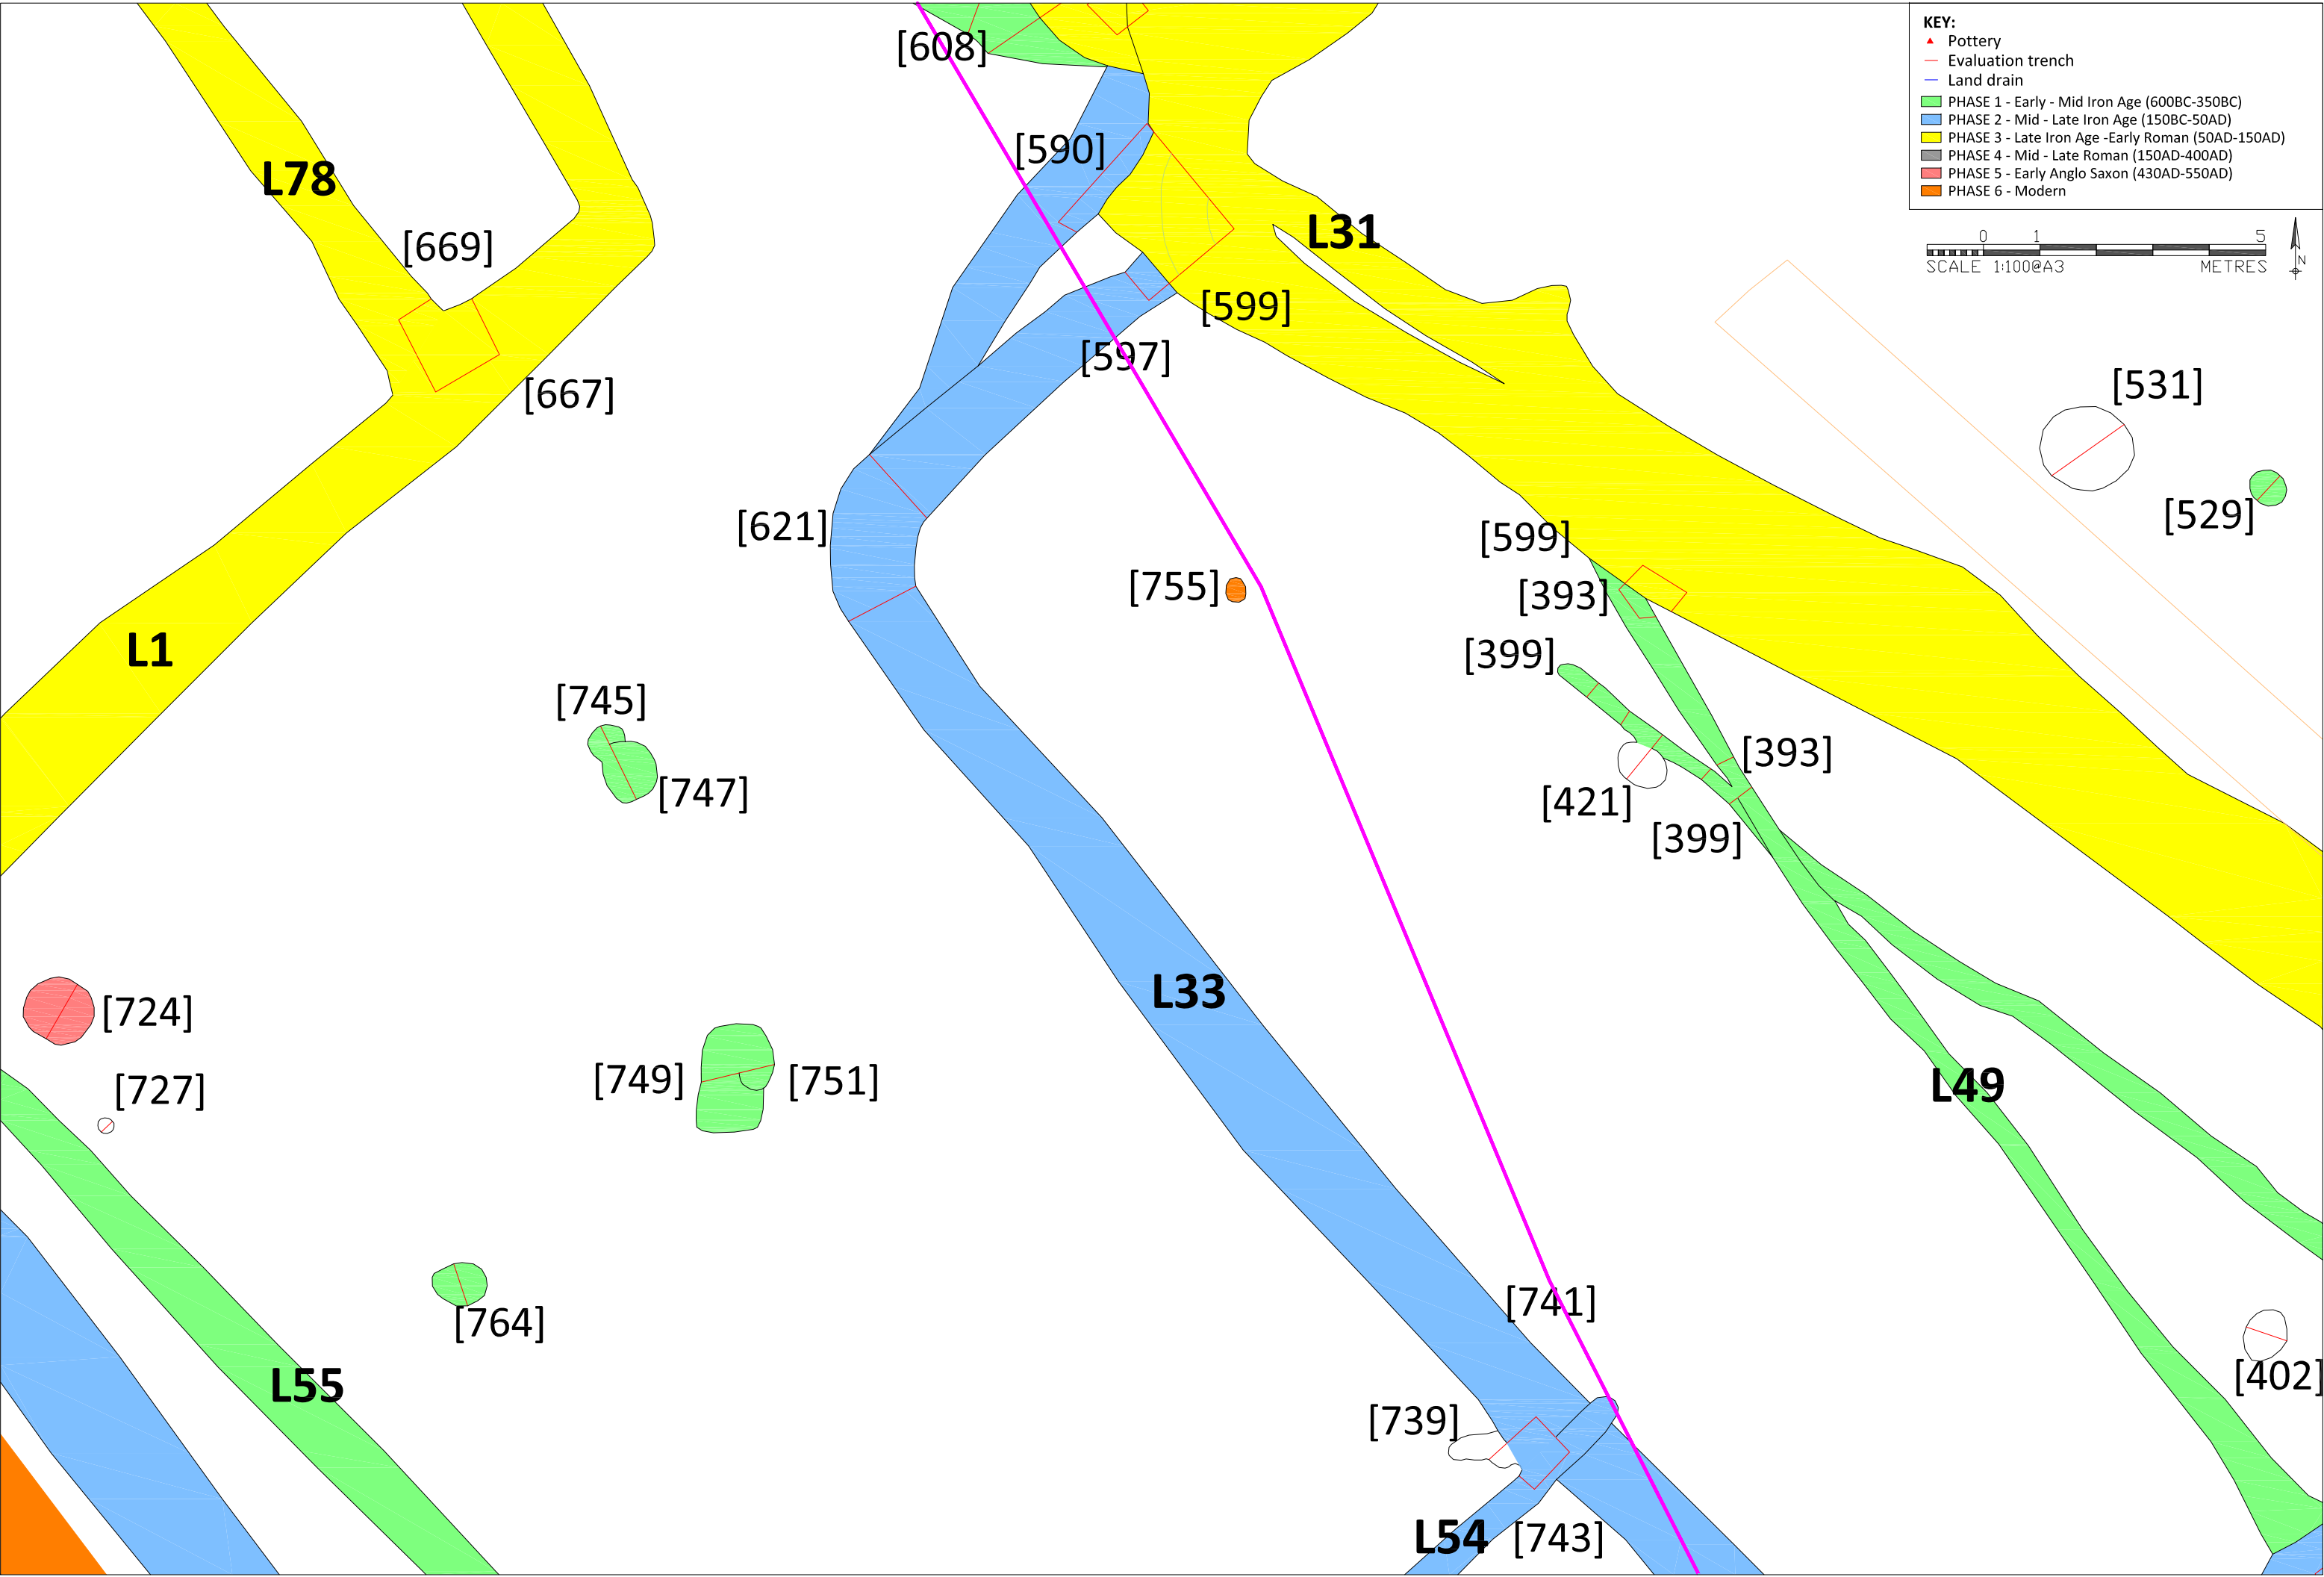 KEY:
Pottery
Evaluation trench
Land drain
PHASE 1 - Early - Mid Iron Age (600BC-350BC)
PHASE 2 - Mid - Late Iron Age (150BC-50AD)
PHASE 3 - Late Iron Age -Early Roman (50AD-150AD)
PHASE 4 - Mid - Late Roman (150AD-400AD)
PHASE 5 - Early Anglo Saxon (430AD-550AD)
PHASE 6 - Modern
0 1 5
SCALE 1:100@A3 METRES
N
[608]
[590]
L78
L31
[669]
[599]
[597]
[667]
[531]
[529]
[621]
[599]
[755]
[393]
L1
[399]
[745]
[393]
[747]
[421]
[399]
L33
[724]
[749]
[751]
[727]
L49
[741]
[764]
L55
[402]
[739]
L54
[743]